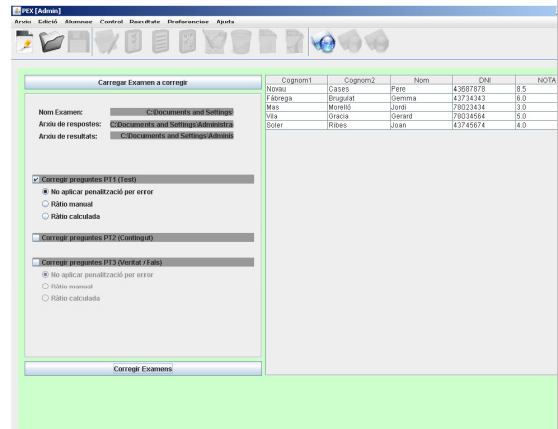 PEX [Admin]
Arxiu Edició Alumnes Control Resultats Preferencies Ajuda
Carregar Examen a corregir
Nom Examen: C:\Documents and Settings
Arxiu de respostes: C:\Documents and Settings\Administra
Arxiu de resultats: C:\Documents and Settings\Adminis
Corregir preguntes PT1 (Test)
No aplicar penalització per error
Ràtio manual
Ràtio calculada
Corregir preguntes PT2 (Contingut)
Corregir preguntes PT3 (Veritat / Fals)
No aplicar penalització per error
Ràtio manual
Ràtio calculada
Corregir Examens
Cognom1 Cognom2 Nom DNI NOTA
Novau Cases Pere 43687878 8.5
Fàbrega Brugulat Gemma 43734343 6.0
Mas Morelló Jordi 78023434 3.0
Vila Gracia Gerard 78034564 5.0
Soler Ribes Joan 43745674 4.0